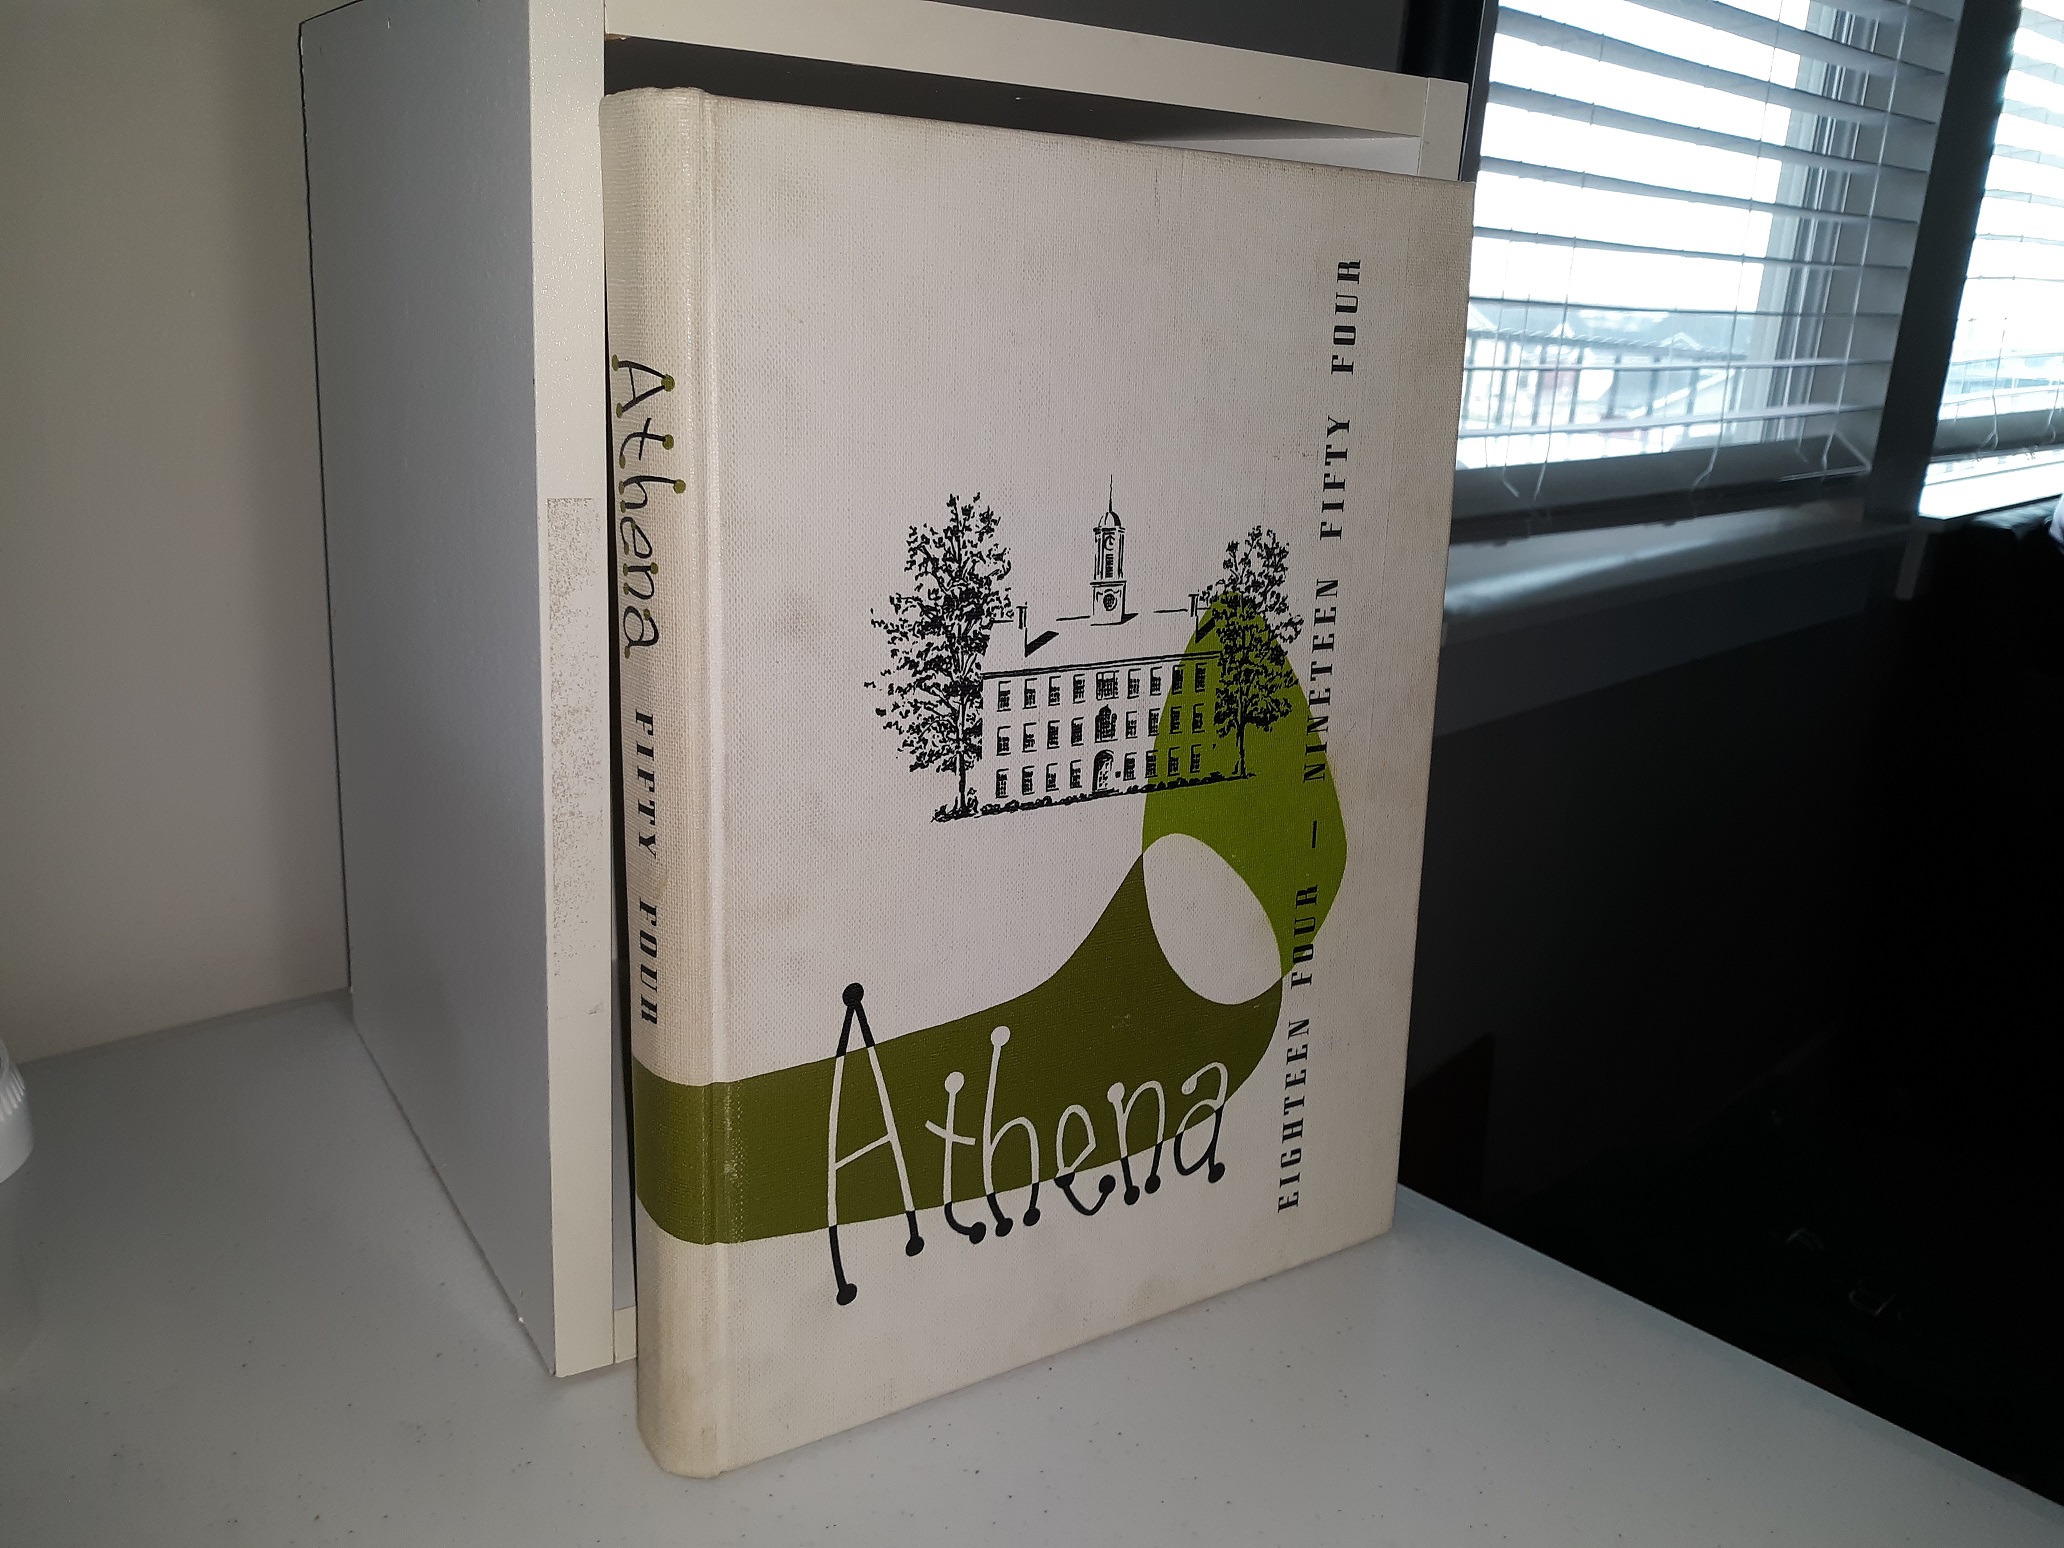 Athena FIFTY FOUR
Athena
EIGHTEEN FOUR — NINETEEN FIFTY FOUR